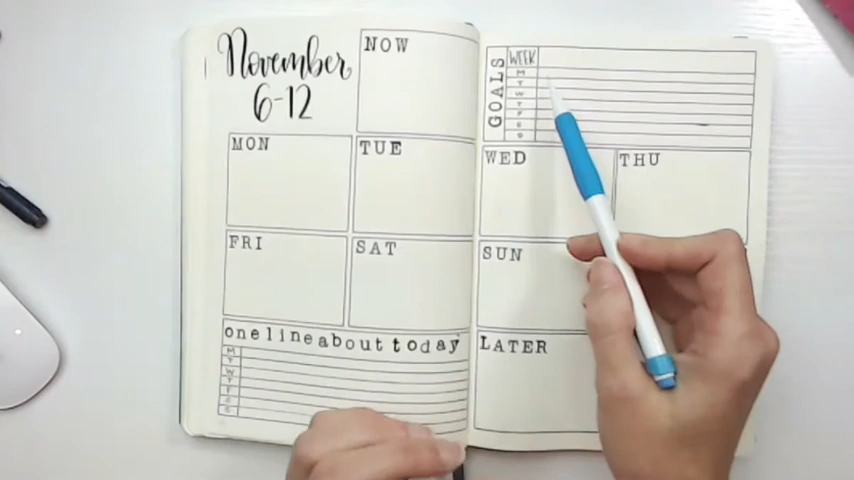 November
6-12
NOW
MON
TUE
FRI
SAT
one line about today
M
T
W
T
F
S
S
GOALS
WEEK
M
T
W
T
F
S
S
WED
THU
SUN
LATER